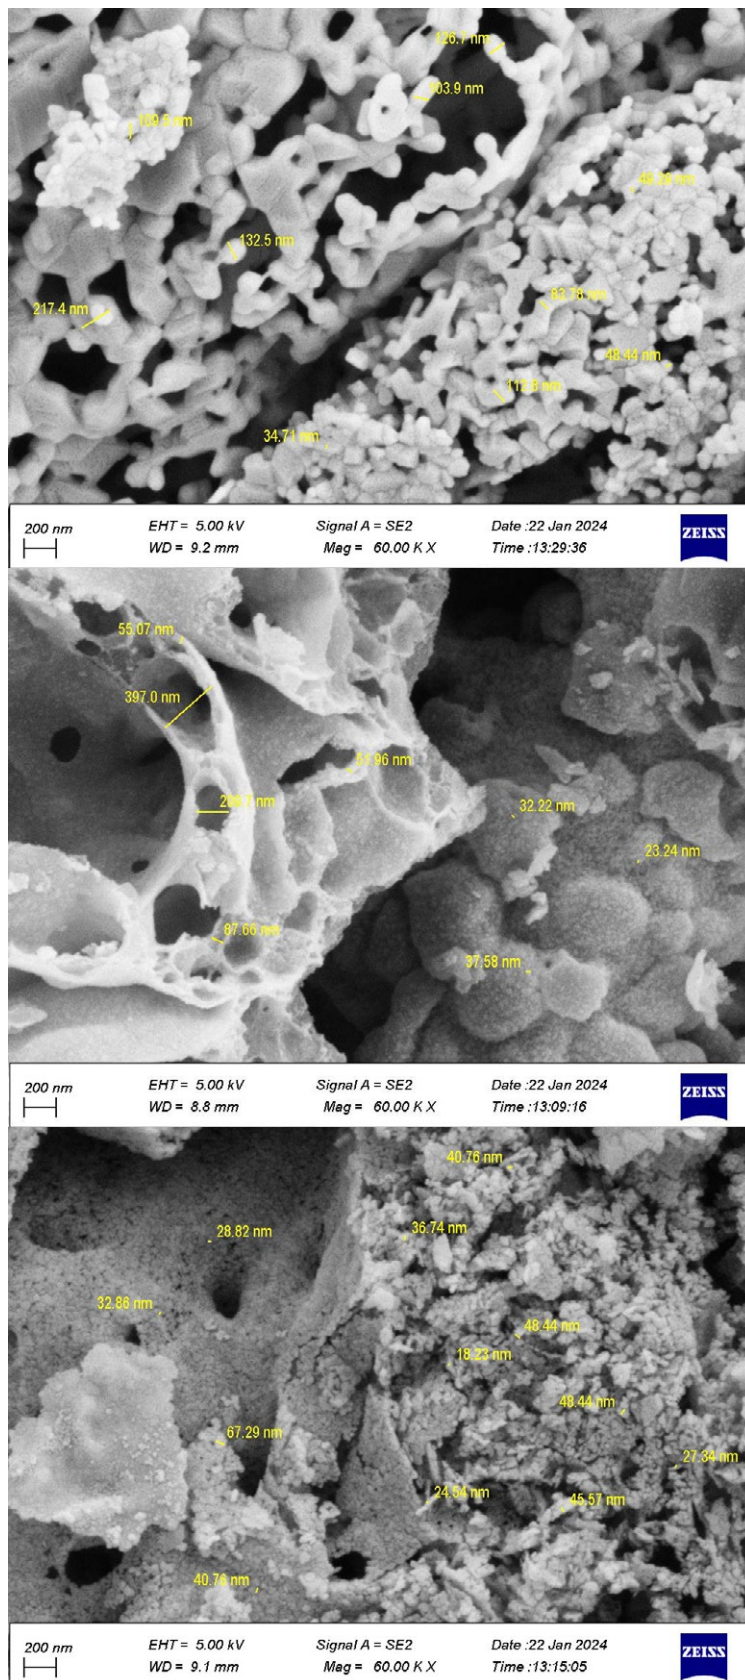 126.7 nm
103.9 nm
109.5 nm
48.29 nm
132.5 nm
217.4 nm
83.78 nm
48.44 nm
113.8 nm
34.71 nm
200 nm EHT = 5.00 kV Signal A = SE2 Date :22 Jan 2024 ZEISS
WD = 9.2 mm Mag = 60.00 K X Time :13:29:36
55.07 nm
397.0 nm
51.96 nm
208.7 nm
32.22 nm
23.24 nm
87.66 nm
37.58 nm
200 nm EHT = 5.00 kV Signal A = SE2 Date :22 Jan 2024 ZEISS
WD = 8.8 mm Mag = 60.00 K X Time :13:09:16
40.76 nm
28.82 nm
36.74 nm
32.86 nm
48.44 nm
18.23 nm
48.44 nm
67.29 nm
27.34 nm
24.54 nm
45.57 nm
40.76 nm
200 nm EHT = 5.00 kV Signal A = SE2 Date :22 Jan 2024 ZEISS
WD = 9.1 mm Mag = 60.00 K X Time :13:15:05